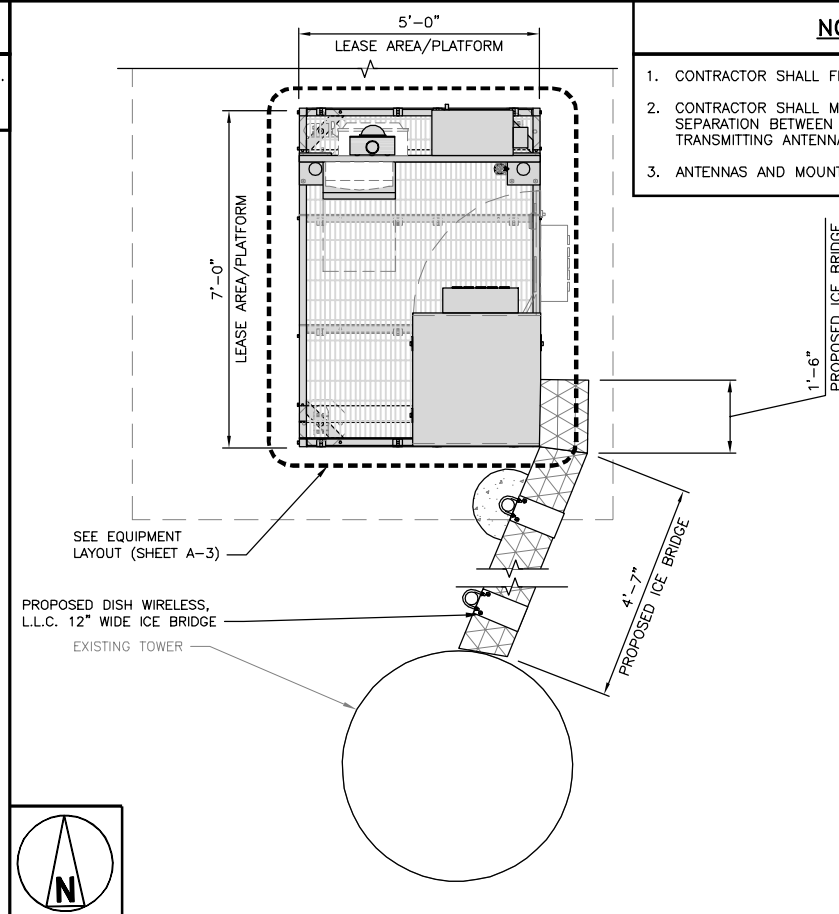 5'-0"
LEASE AREA/PLATFORM
7'-0"
LEASE AREA/PLATFORM
1. CONTRACTOR SHALL
2. CONTRACTOR SHALL
SEPARATION BETWEEN
TRANSMITTING
3. ANTENNAS AND
1'-6"
PROPOSED ICE BRIDGE
SEE EQUIPMENT
LAYOUT (SHEET A-3)
4'-7"
PROPOSED ICE BRIDGE
PROPOSED DISH WIRELESS,
L.L.C. 12" WIDE ICE BRIDGE
EXISTING TOWER
N